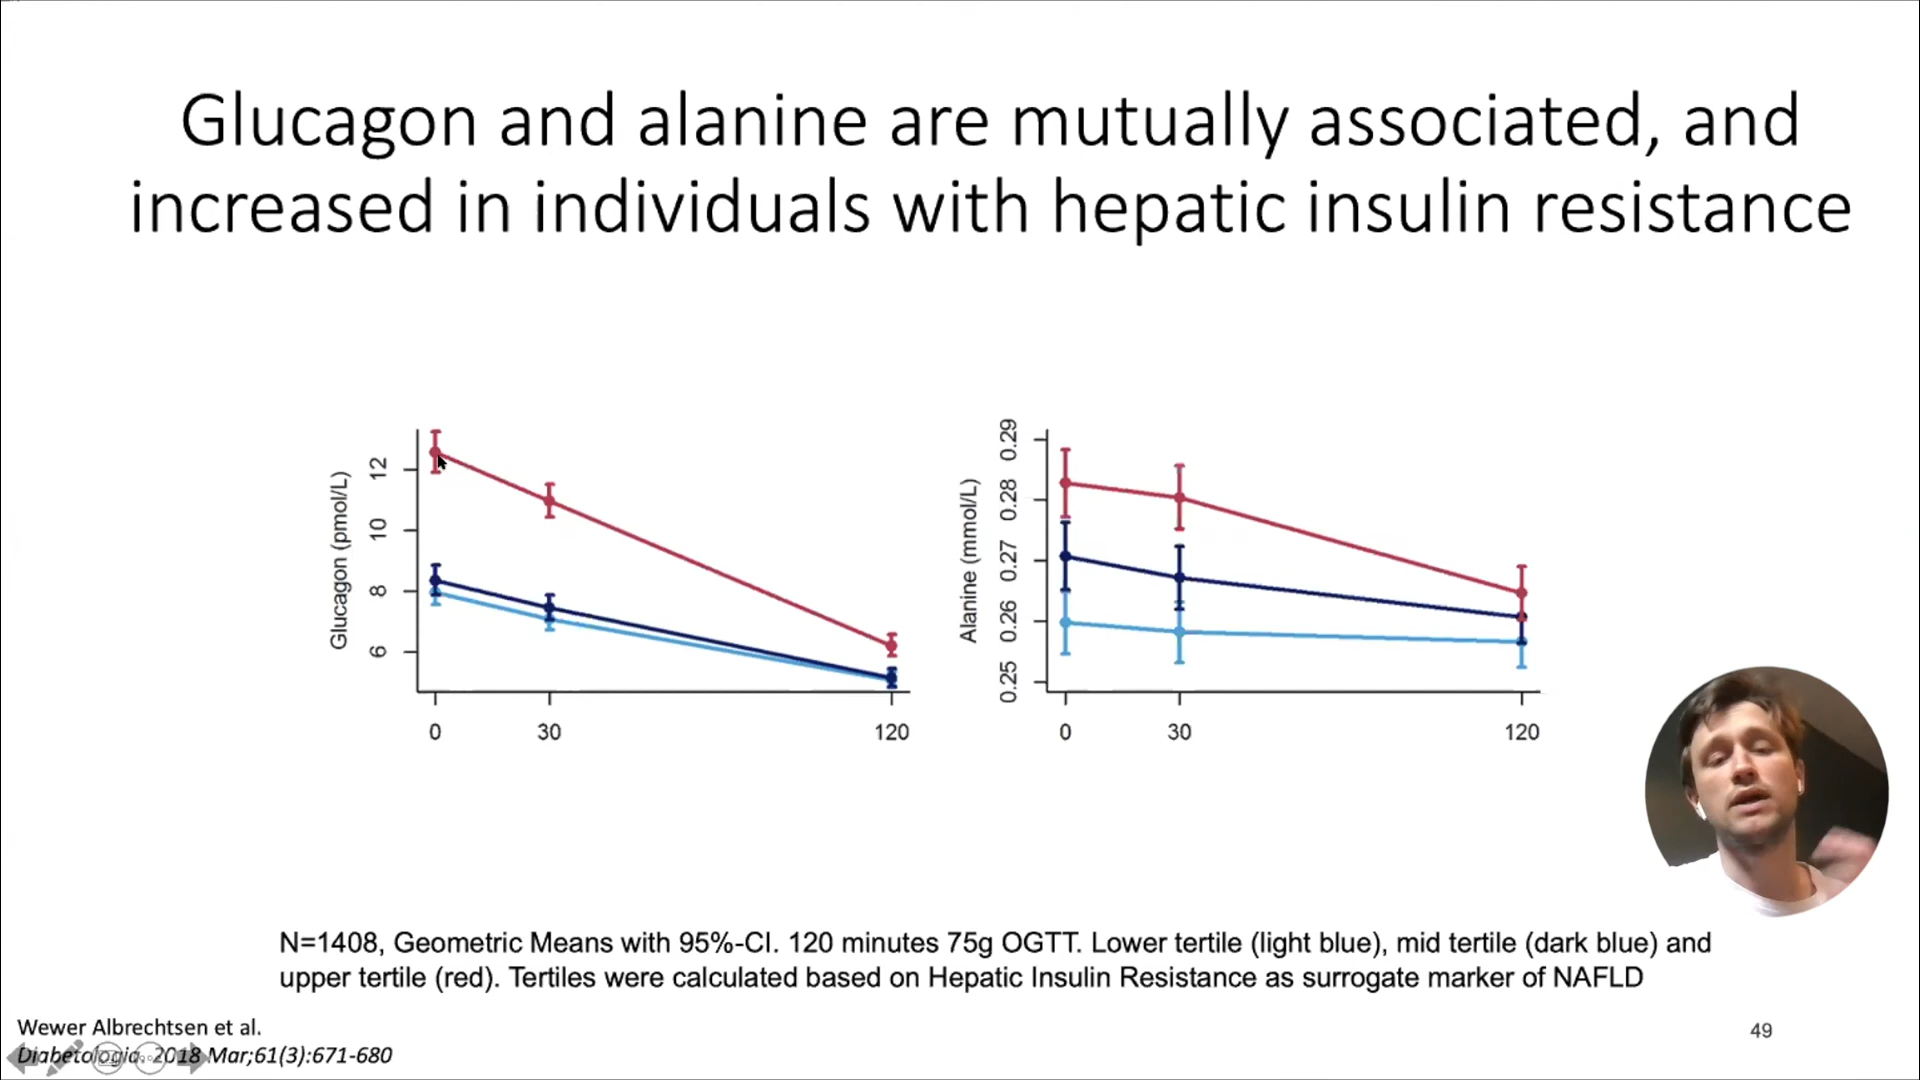 Glucagon and alanine are mutually associated, and
increased in individuals with hepatic insulin resistance
Glucagon (pmol/L)
12
10
8
6
0
30
120
Alanine (mmol/L)
0.29
0.28
0.27
0.26
0.25
0
30
120
N=1408, Geometric Means with 95%-CI. 120 minutes 75g OGTT. Lower tertile (light blue), mid tertile (dark blue) and
upper tertile (red). Tertiles were calculated based on Hepatic Insulin Resistance as surrogate marker of NAFLD
Wewer Albrechtsen et al.
Diabetologia. 2018 Mar;61(3):671-680
49